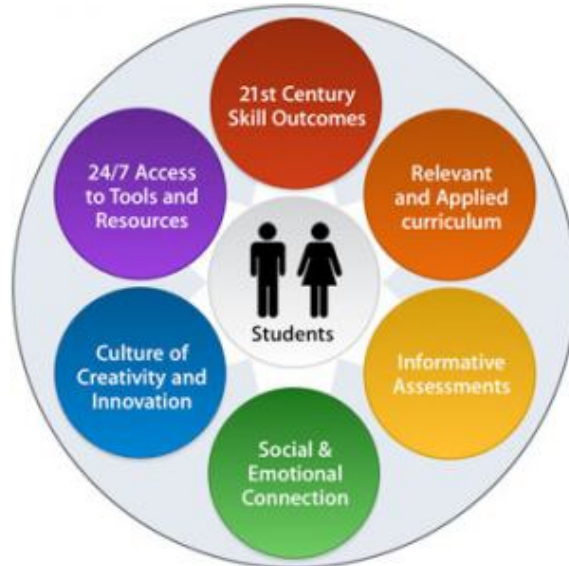 21st Century
Skill Outcomes
Relevant
and Applied
curriculum
Informative
Assessments
Social &
Emotional
Connection
Culture of
Creativity and
Innovation
24/7 Access
to Tools and
Resources
Students